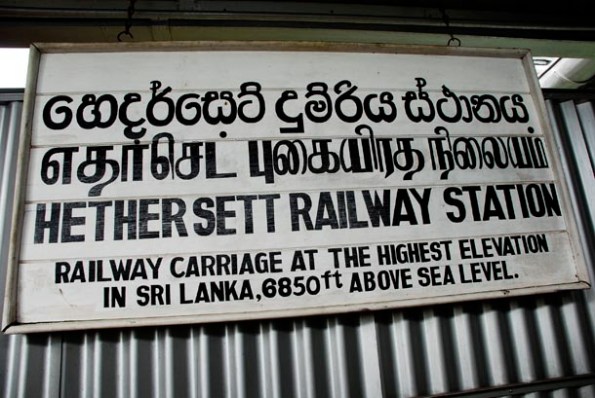 හෙදර්සෙට් දුම්රිය ස්ථානය
எதர்செட் புகையிரத நிலையம்
HETHERSETT RAILWAY STATION
RAILWAY CARRIAGE AT THE HIGHEST ELEVATION
IN SRI LANKA,6850ft ABOVE SEA LEVEL.